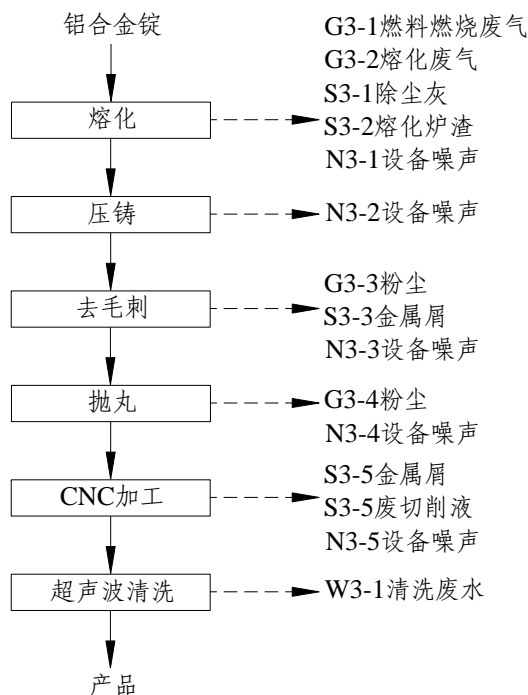 铝合金锭
G3-1燃料燃烧废气
G3-2熔化废气
S3-1除尘灰
S3-2熔化炉渣
N3-1设备噪声
熔化
压铸
N3-2设备噪声
去毛刺
G3-3粉尘
S3-3金属屑
N3-3设备噪声
抛丸
G3-4粉尘
N3-4设备噪声
CNC加工
S3-5金属屑
S3-5废切削液
N3-5设备噪声
超声波清洗
W3-1清洗废水
产品